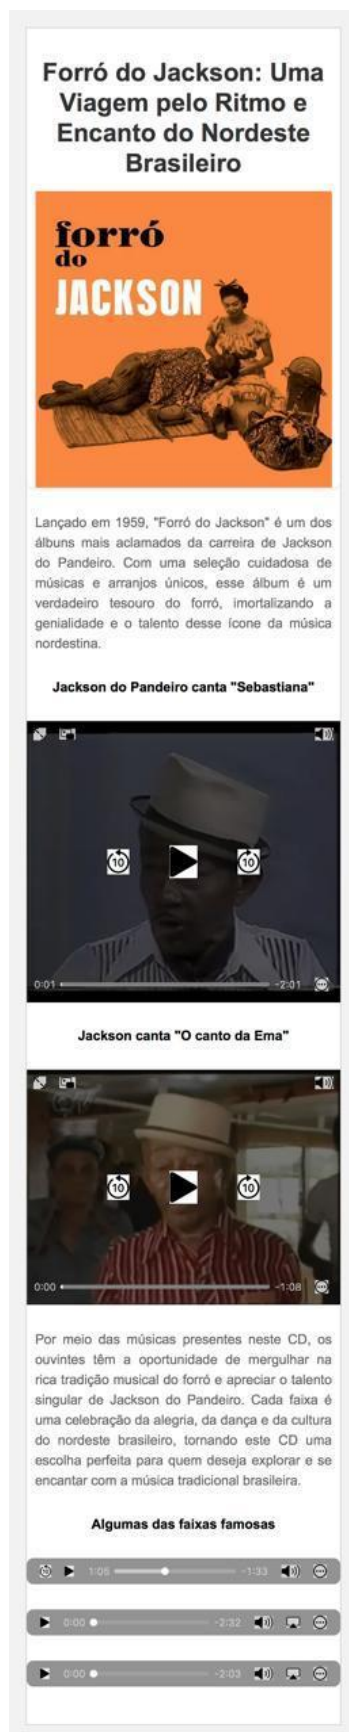 Forró do Jackson: Uma
Viagem pelo Ritmo e
Encanto do Nordeste
Brasileiro
forró
do
JACKSON
Lançado em 1959, "Forró do Jackson" é um dos
álbuns mais aclamados da carreira de Jackson
do Pandeiro. Com uma seleção cuidadosa de
músicas e arranjos únicos, esse álbum é um
verdadeiro tesouro do forró, imortalizando a
genialidade e o talento desse ícone da música
nordestina.
Jackson do Pandeiro canta "Sebastiana"
10 10
0:01 -2:01
Jackson canta "O canto da Ema"
10 10
0:00 -1:08
Por meio das músicas presentes neste CD, os
ouvintes têm a oportunidade de mergulhar na
rica tradição musical do forró e apreciar o talento
singular de Jackson do Pandeiro. Cada faixa é
uma celebração da alegria, da dança e da cultura
do nordeste brasileiro, tornando este CD uma
escolha perfeita para quem deseja explorar e se
encantar com a música tradicional brasileira.
Algumas das faixas famosas
1:05 -1:33
0:00 -2:32
0:00 -2:03